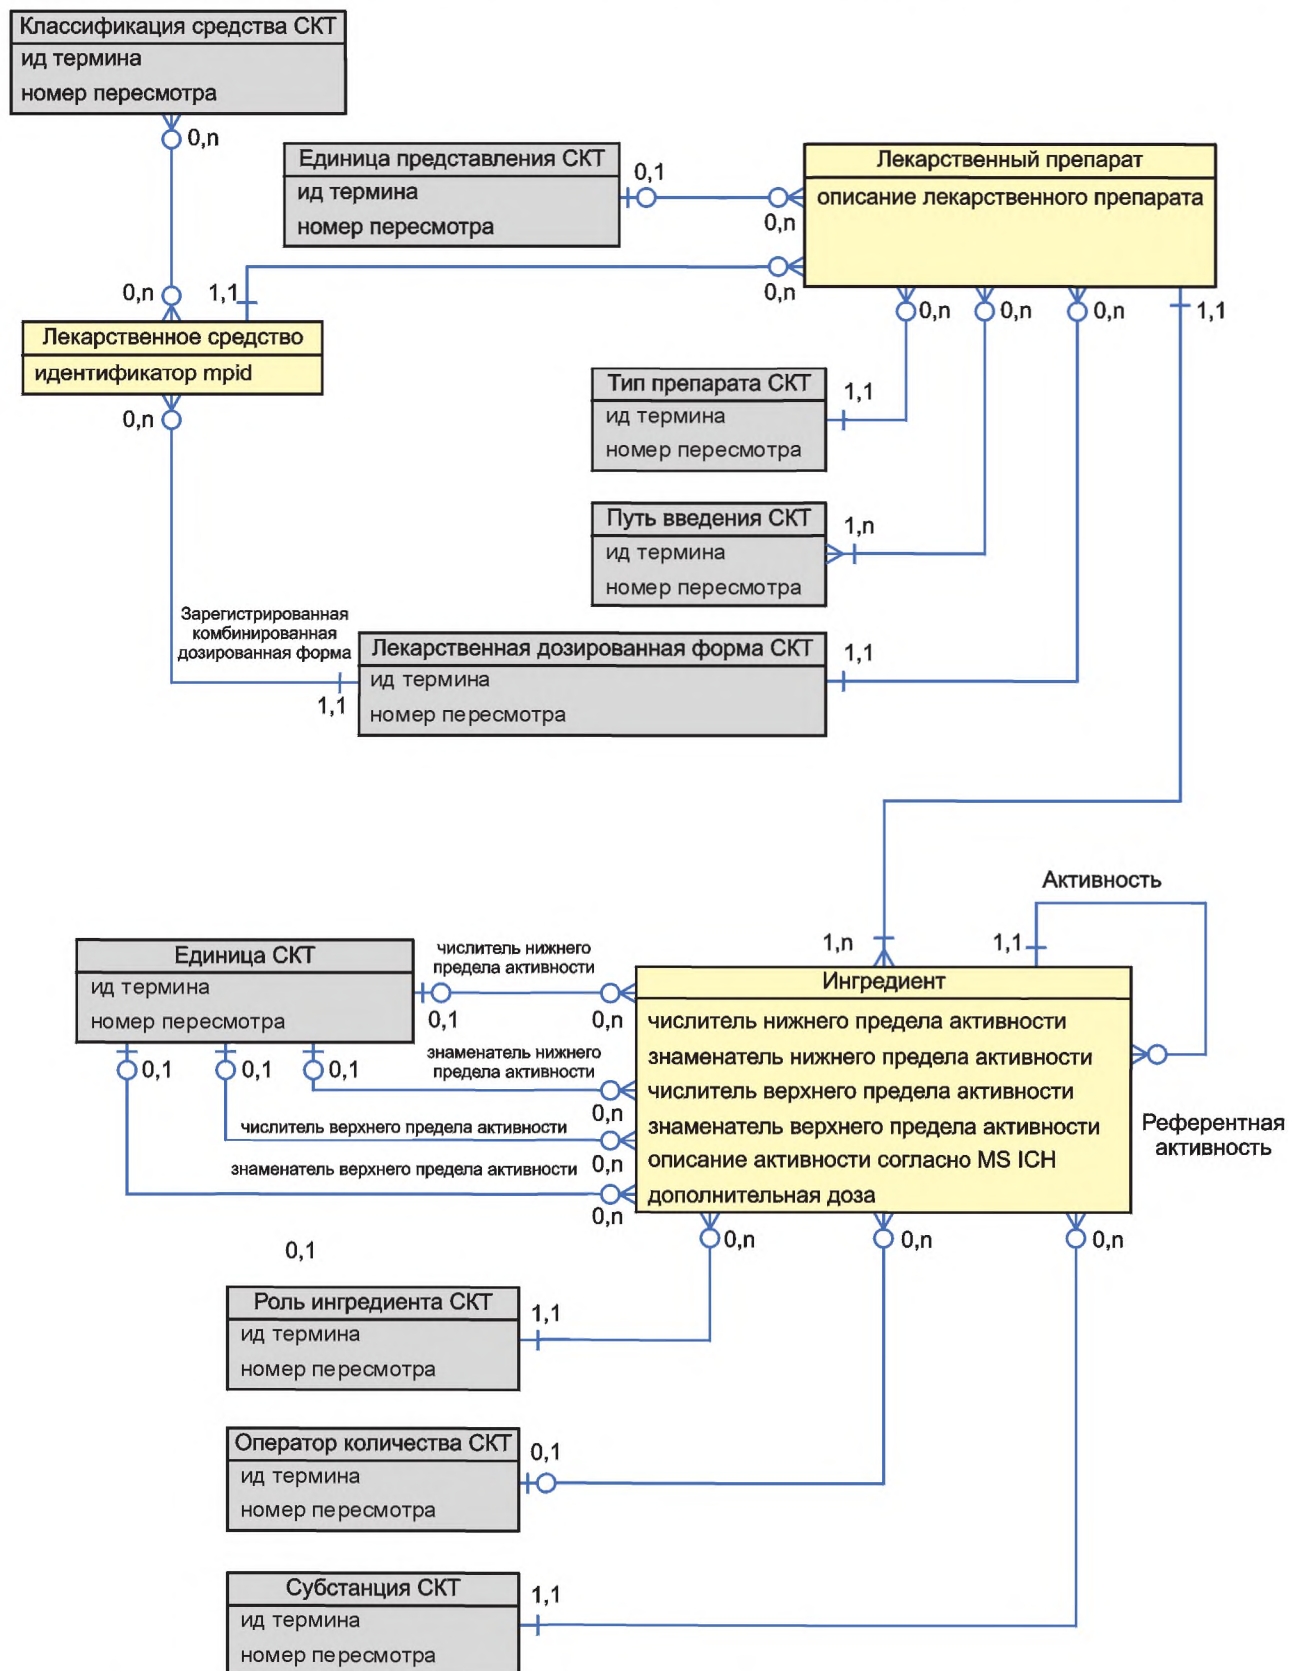 Классификация средства СКТ
ид термина
номер пересмотра
0,n
Единица представления СКТ
ид термина
номер пересмотра
0,1
0,n
Лекарственный препарат
описание лекарственного препарата
0,n
1,1
0,n
Лекарственное средство
идентификатор mpid
0,n
0,n
0,n
0,n
1,1
Тип препарата СКТ
ид термина
номер пересмотра
1,1
Путь введения СКТ
ид термина
номер пересмотра
1,n
Зарегистрированная
комбинированная
дозированная форма
1,1
Лекарственная дозированная форма СКТ
ид термина
номер пересмотра
1,1
Активность
1,n
1,1
Единица СКТ
ид термина
номер пересмотра
числитель нижнего
предела активности
0,1
0,n
0,1
0,1
0,1
знаменатель нижнего
предела активности
0,n
числитель верхнего предела активности
0,n
знаменатель верхнего предела активности
0,n
Ингредиент
числитель нижнего предела активности
знаменатель нижнего предела активности
числитель верхнего предела активности
знаменатель верхнего предела активности
описание активности согласно MS ICH
дополнительная доза
Референтная
активность
0,n
0,n
0,n
0,1
Роль ингредиента СКТ
ид термина
номер пересмотра
1,1
Оператор количества СКТ
ид термина
номер пересмотра
0,1
Субстанция СКТ
ид термина
номер пересмотра
1,1